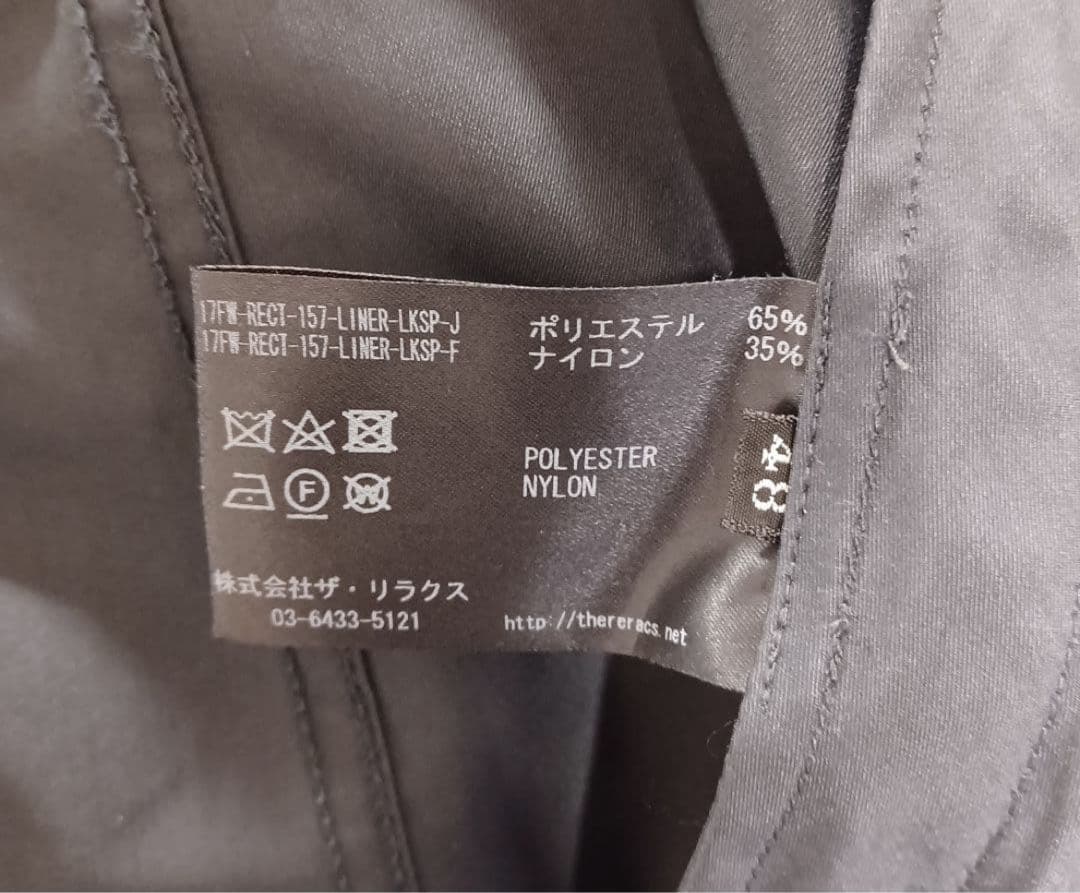 17FW-RECT-157-LINER-LKSP-J
17FW-RECT-157-LINER-LKSP-F
ポリエステル 65%
ナイロン 35%
POLYESTER
NYLON
F
W
48
株式会社ザ・リラクス
03-6433-5121
http://thereracs.net